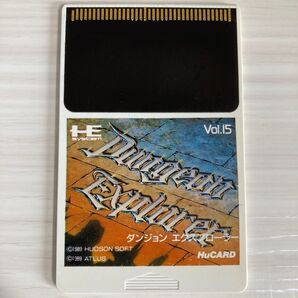 HE
SYSTEM
Vol.15
Dungeon
Explorer
ダンジョン エクスプローラー
©1989 HUDSON SOFT
©1989 ATLUS
HuCARD